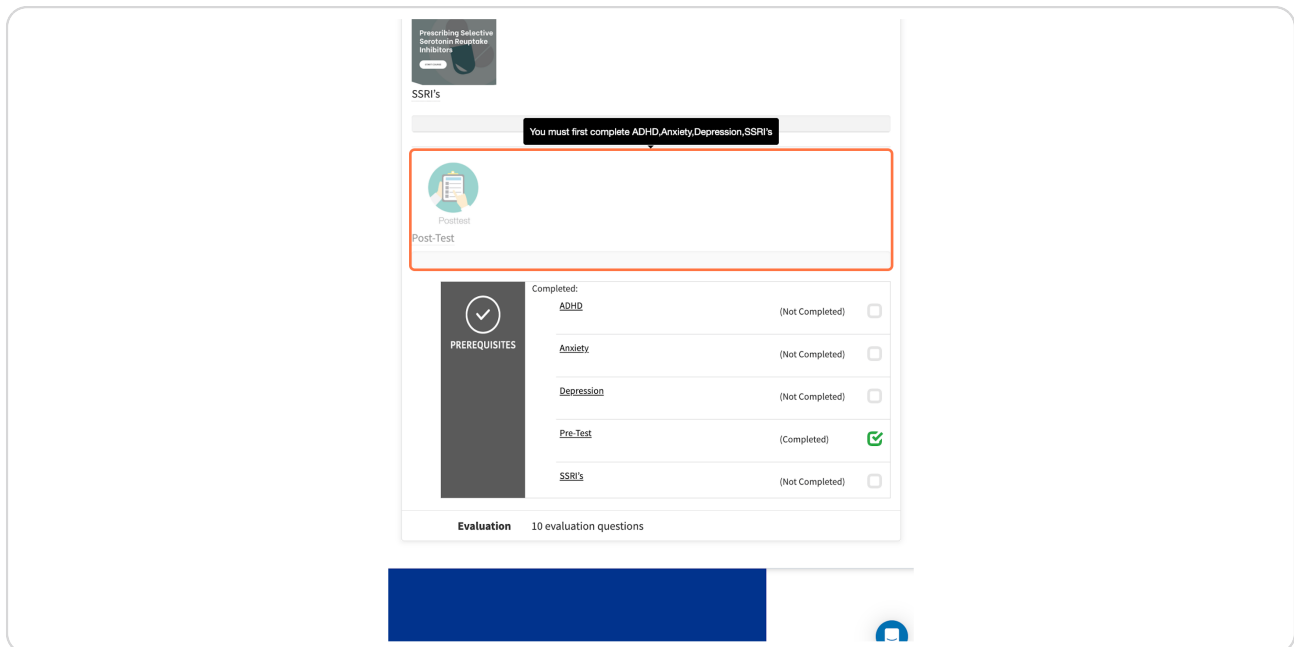 Prescribing Selective
Serotonin Reuptake
Inhibitors
SSRI's
You must first complete ADHD,Anxiety,Depression,SSRI's
Posttest
Post-Test
Completed:
ADHD
(Not Completed)
PREREQUISITES
Anxiety
(Not Completed)
Depression
(Not Completed)
Pre-Test
(Completed)
SSRI's
(Not Completed)
Evaluation 10 evaluation questions